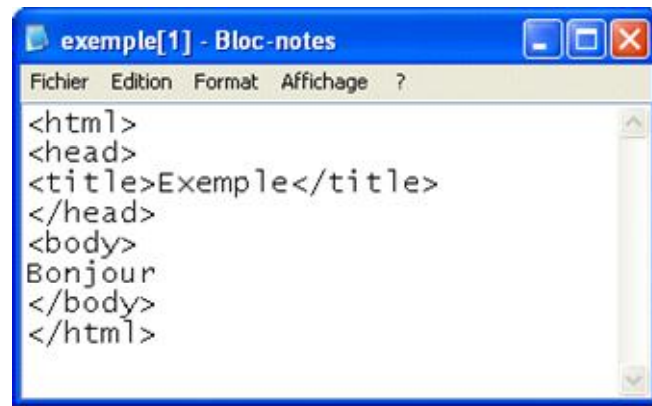 exemple[1] - Bloc-notes
Fichier Edition Format Affichage ?
<html>
<head>
<title>Exemple</title>
</head>
<body>
Bonjour
</body>
</html>